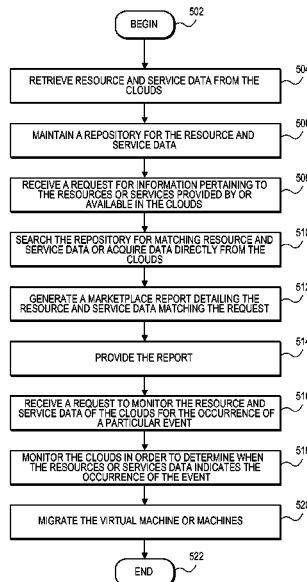 BEGIN
502
RETRIEVE RESOURCE AND SERVICE DATA FROM THE
CLOUDS
504
MAINTAIN A REPOSITORY FOR THE RESOURCE AND
SERVICE DATA
506
RECEIVE A REQUEST FOR INFORMATION PERTAINING TO
THE RESOURCES OR SERVICES PROVIDED BY OR
AVAILABLE IN THE CLOUDS
508
SEARCH THE REPOSITORY FOR MATCHING RESOURCE AND
SERVICE DATA OR ACQUIRE DATA DIRECTLY FROM THE
CLOUDS
510
GENERATE A MARKETPLACE REPORT DETAILING THE
RESOURCE AND SERVICE DATA MATCHING THE REQUEST
512
PROVIDE THE REPORT
514
RECEIVE A REQUEST TO MONITOR THE RESOURCE AND
SERVICE DATA OF THE CLOUDS FOR THE OCCURRENCE OF
A PARTICULAR EVENT
516
MONITOR THE CLOUDS IN ORDER TO DETERMINE WHEN
THE RESOURCES OR SERVICES DATA INDICATES THE
OCCURRENCE OF THE EVENT
518
MIGRATE THE VIRTUAL MACHINE OR MACHINES
520
END
522